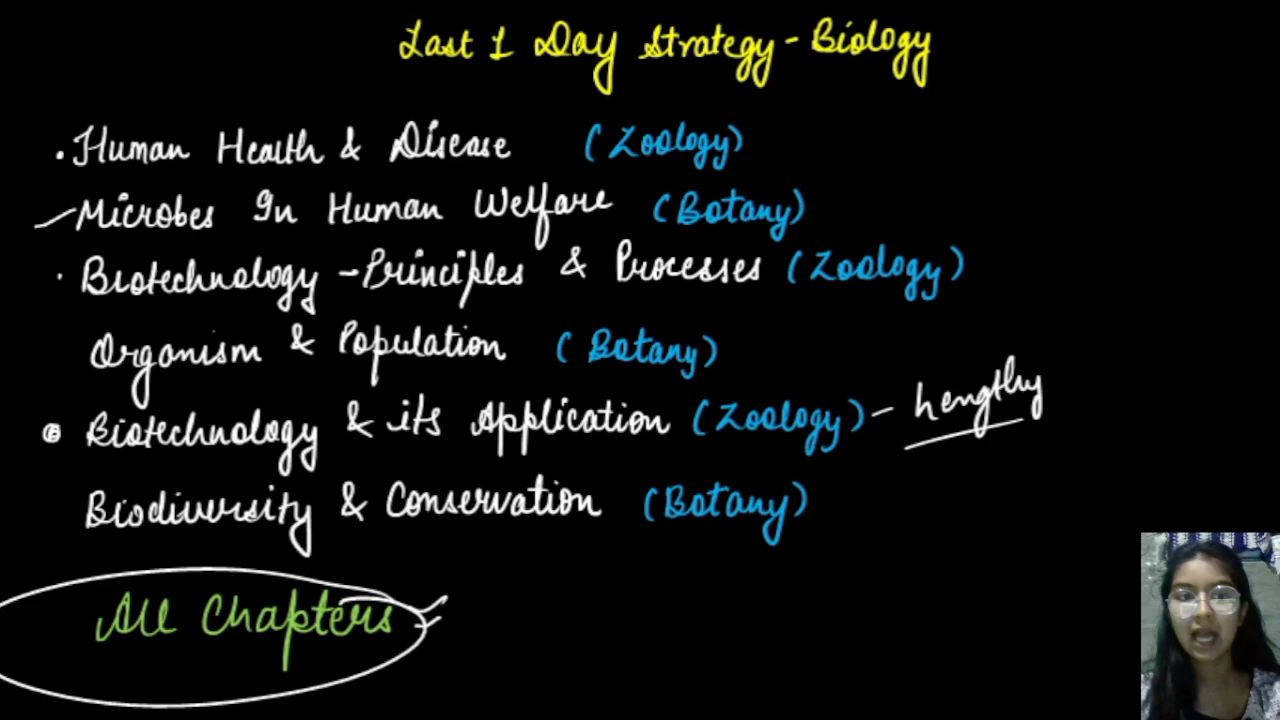 Last 1 Day Strategy - Biology
. Human Health & Disease (Zoology)
Microbes In Human Welfare (Botany)
. Biotechnology - Principles & Processes (Zoology)
Organism & Population (Botany)
Biotechnology & its Application (Zoology) - Lengthy
Biodiversity & Conservation (Botany)
All Chapters